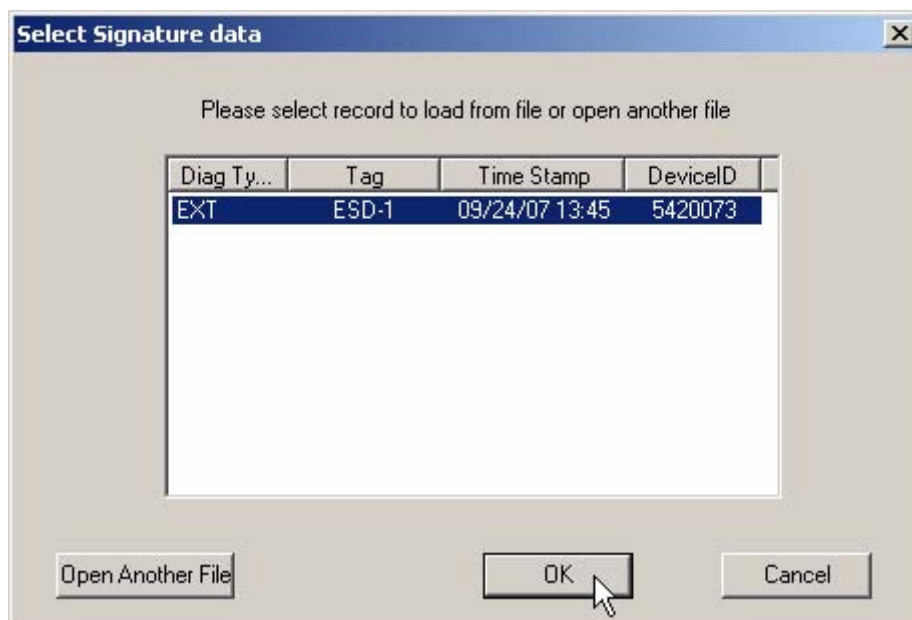 Select Signature data
Please select record to load from file or open another file
Diag Ty... Tag Time Stamp DeviceID
EXT ESD-1 09/24/07 13:45 5420073
Open Another File OK Cancel